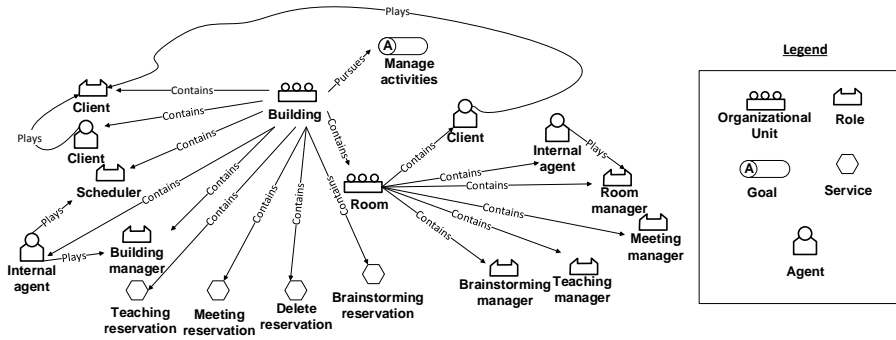 Plays
Legend
A
Manage
activities
Pursues
Contains
Client
Building
Contains
Plays
Client
Contains
Contains
Client
Internal
agent
Plays
Organizational
Unit
Role
Scheduler
Contains
Contains
Contains
Contains
Contains
Contains
Contains
Contains
Contains
Room
Room
manager
A
Goal
Service
Plays
Internal
agent
Plays
Building
manager
Contains
Contains
Contains
Meeting
manager
Brainstorming
manager
Teaching
manager
Agent
Teaching
reservation
Meeting
reservation
Delete
reservation
Brainstorming
reservation